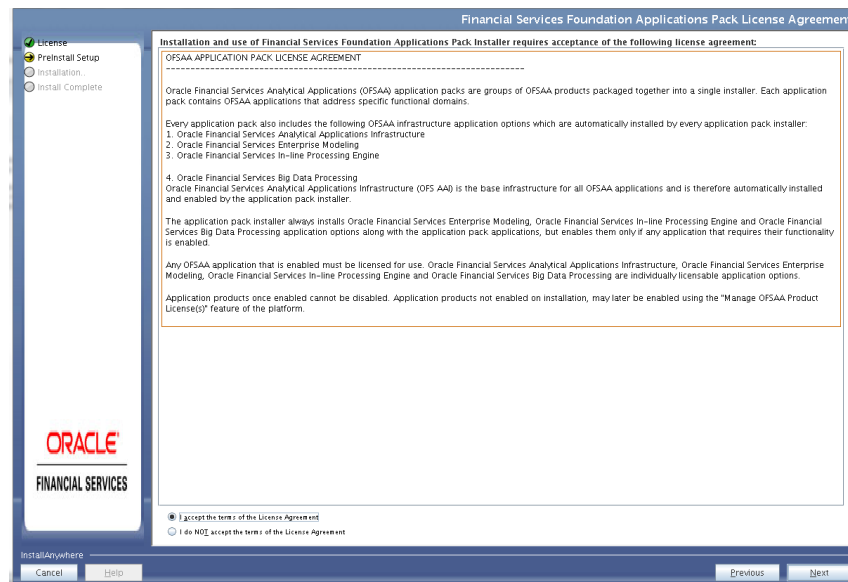 Financial Services Foundation Applications Pack License Agreement
License
PreInstall Setup
Installation..
Install Complete
Installation and use of Financial Services Foundation Applications Pack Installer requires acceptance of the following license agreement:
OFSAA APPLICATION PACK LICENSE AGREEMENT
------------------------------------------------------------------------
Oracle Financial Services Analytical Applications (OFSAA) application packs are groups of OFSAA products packaged together into a single installer. Each application
pack contains OFSAA applications that address specific functional domains.
Every application pack also includes the following OFSAA infrastructure application options which are automatically installed by every application pack installer:
1. Oracle Financial Services Analytical Applications Infrastructure
2. Oracle Financial Services Enterprise Modeling
3. Oracle Financial Services In-line Processing Engine
4. Oracle Financial Services Big Data Processing
Oracle Financial Services Analytical Applications Infrastructure (OFS AAI) is the base infrastructure for all OFSAA applications and is therefore automatically installed
and enabled by the application pack installer.
The application pack installer always installs Oracle Financial Services Enterprise Modeling, Oracle Financial Services In-line Processing Engine and Oracle Financial
Services Big Data Processing application options along with the application pack applications, but enables them only if any application that requires their functionality
is enabled.
Any OFSAA application that is enabled must be licensed for use. Oracle Financial Services Analytical Applications Infrastructure, Oracle Financial Services Enterprise
Modeling, Oracle Financial Services In-line Processing Engine and Oracle Financial Services Big Data Processing are individually licensable application options.
Application products once enabled cannot be disabled. Application products not enabled on installation, may later be enabled using the "Manage OFSAA Product
License(s)" feature of the platform.
ORACLE
FINANCIAL SERVICES
I accept the terms of the License Agreement
I do NOT accept the terms of the License Agreement
InstallAnywhere
Cancel
Help
Previous
Next